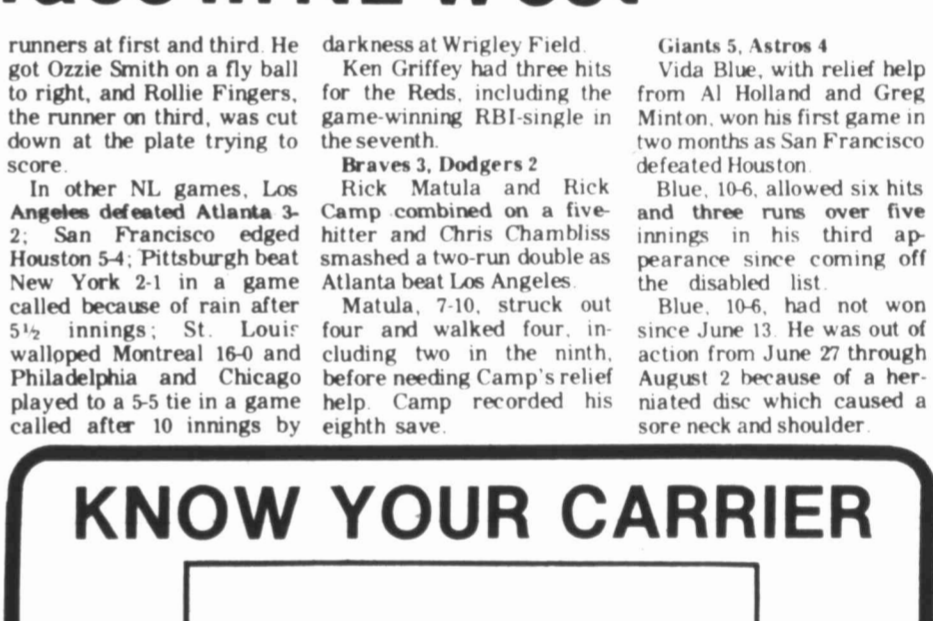 runners at first and third. He
got Ozzie Smith on a fly ball
to right, and Rollie Fingers,
the runner on third, was cut
down at the plate trying to
score.
In other NL games, Los
Angeles defeated Atlanta 3-
2; San Francisco edged
Houston 5-4; Pittsburgh beat
New York 2-1 in a game
called because of rain after
5½ innings; St. Louis
walloped Montreal 16-0 and
Philadelphia and Chicago
played to a 5-5 tie in a game
called after 10 innings by
darkness at Wrigley Field.
Ken Griffey had three hits
for the Reds, including the
game-winning RBI-single in
the seventh.
Braves 3, Dodgers 2
Rick Matula and Rick
Camp combined on a five-
hitter and Chris Chambliss
smashed a two-run double as
Atlanta beat Los Angeles.
Matula, 7-10, struck out
four and walked four, in-
cluding two in the ninth,
before needing Camp's relief
help. Camp recorded his
eighth save.
Giants 5, Astros 4
Vida Blue, with relief help
from Al Holland and Greg
Minton, won his first game in
two months as San Francisco
defeated Houston.
Blue, 10-6, allowed six hits
and three runs over five
innings in his third ap-
pearance since coming off
the disabled list.
Blue, 10-6, had not won
since June 13. He was out of
action from June 27 through
August 2 because of a her-
niated disc which caused a
sore neck and shoulder.
KNOW YOUR CARRIER